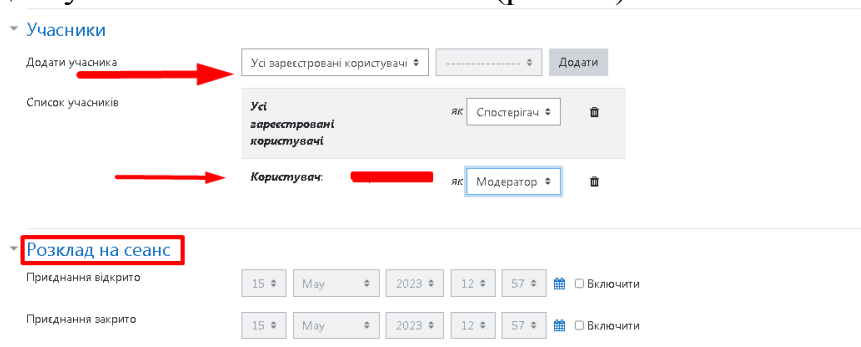 Учасники
Додати учасника
Усі зареєстровані користувачі
---------------
Додати
Список учасників
Усі
зареєстровані
користувачі
як
Спостерігач
Користувач:
як
Модератор
Розклад на сеанс
Приєднання відкрито
15 May 2023 12 57 Включити
Приєднання закрито
15 May 2023 12 57 Включити